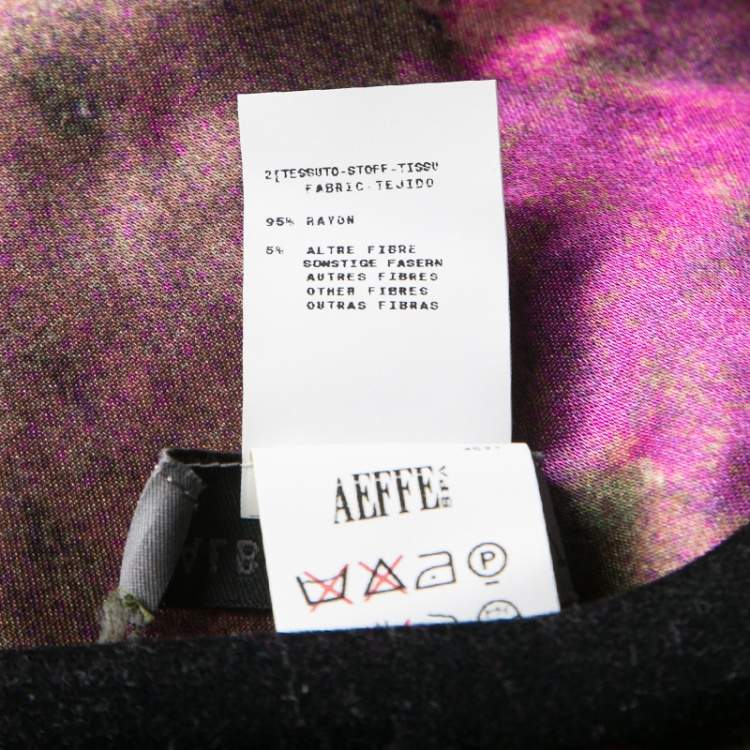 2[TESSUTO-STOFF-TISSU
FABRIC-TEJIDO
95% RAYON
5% ALTRE FIBRE
SONSTIGE FASERN
AUTRES FIBRES
OTHER FIBRES
OUTRAS FIBRAS
AEFFE SPA
P